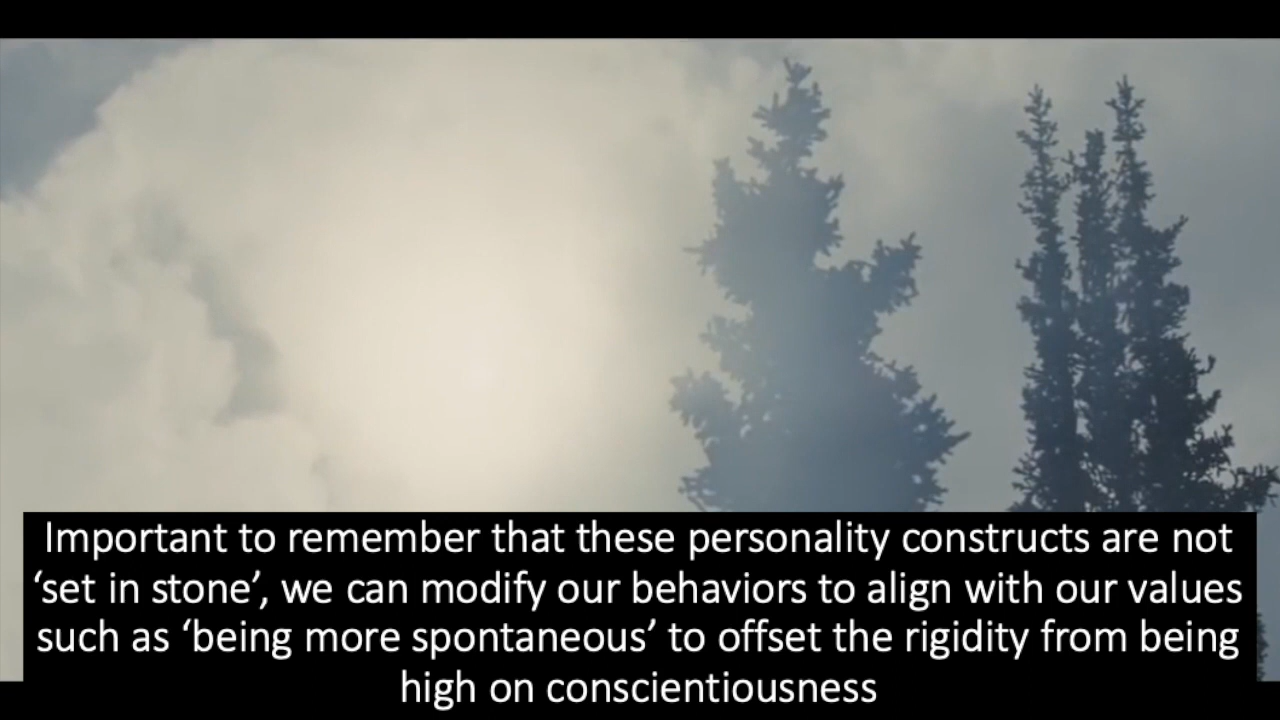 Important to remember that these personality constructs are not
‘set in stone’, we can modify our behaviors to align with our values
such as ‘being more spontaneous’ to offset the rigidity from being
high on conscientiousness